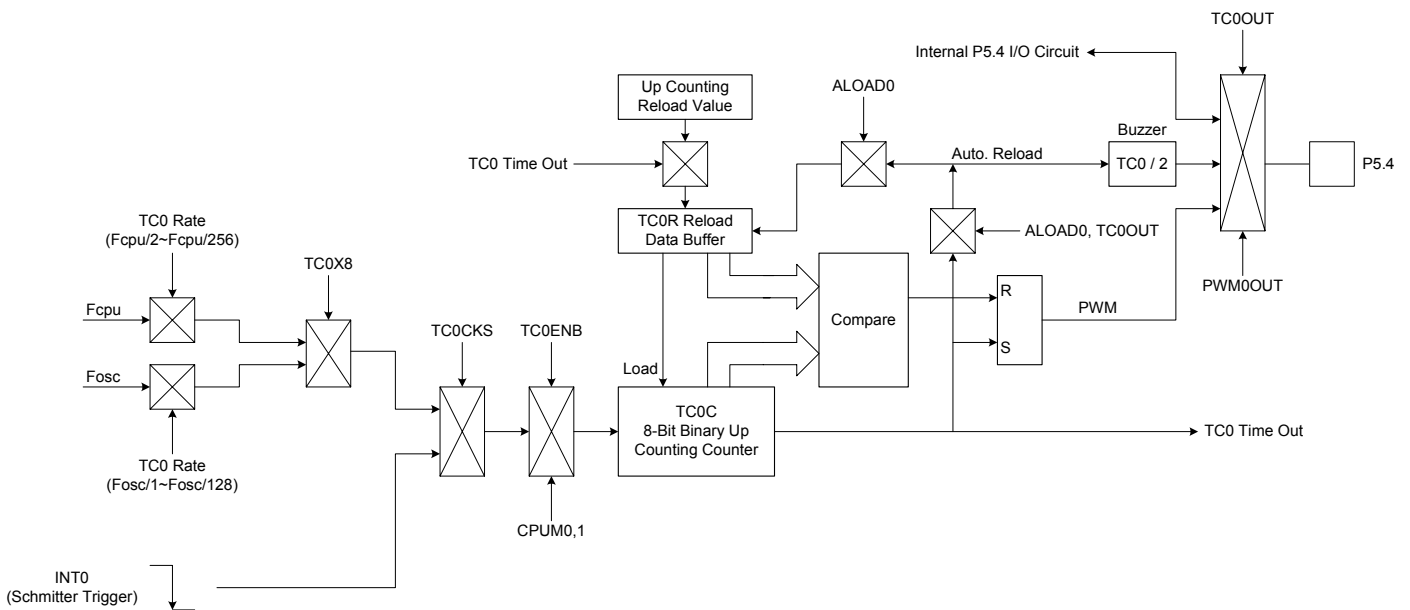 TC0OUT
Internal P5.4 I/O Circuit
Up Counting
Reload Value
ALOAD0
Buzzer
TC0 Time Out
Auto. Reload
TC0 / 2
P5.4
TC0 Rate
(Fcpu/2~Fcpu/256)
TC0R Reload
Data Buffer
ALOAD0, TC0OUT
TC0X8
PWM0OUT
Fcpu
R
PWM
Compare
TC0CKS
TC0ENB
S
Fosc
Load
TC0C
8-Bit Binary Up
Counting Counter
TC0 Time Out
TC0 Rate
(Fosc/1~Fosc/128)
CPUM0,1
INT0
(Schmitter Trigger)